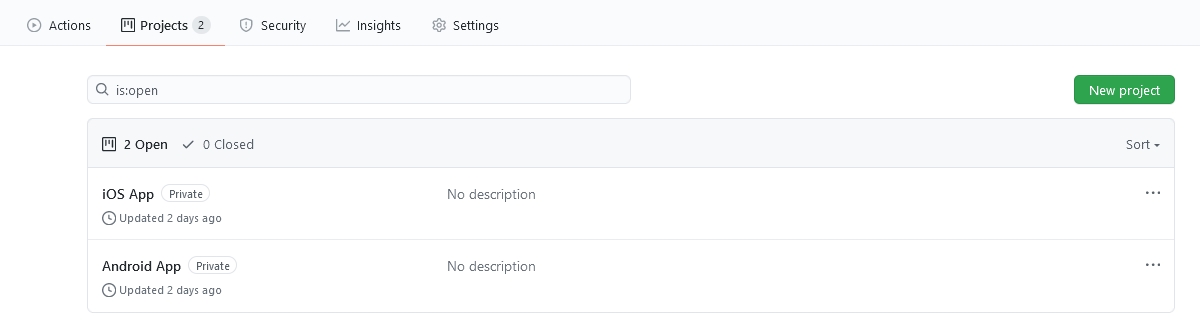 Actions Projects 2 Security Insights Settings
is:open New project
2 Open 0 Closed Sort
iOS App Private No description
Updated 2 days ago
Android App Private No description
Updated 2 days ago